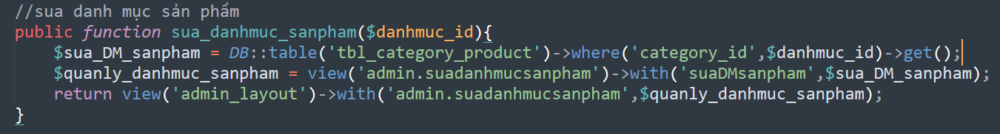 //sua danh mục sản phẩm
public function sua_danhmuc_sanpham($danhmuc_id){
$sua_DM_sanpham = DB::table('tbl_category_product')->where('category_id',$danhmuc_id)->get();
$quanly_danhmuc_sanpham = view('admin.suadanhmucsanpham')->with('suaDMsanpham',$sua_DM_sanpham);
return view('admin_layout')->with('admin.suadanhmucsanpham',$quanly_danhmuc_sanpham);
}